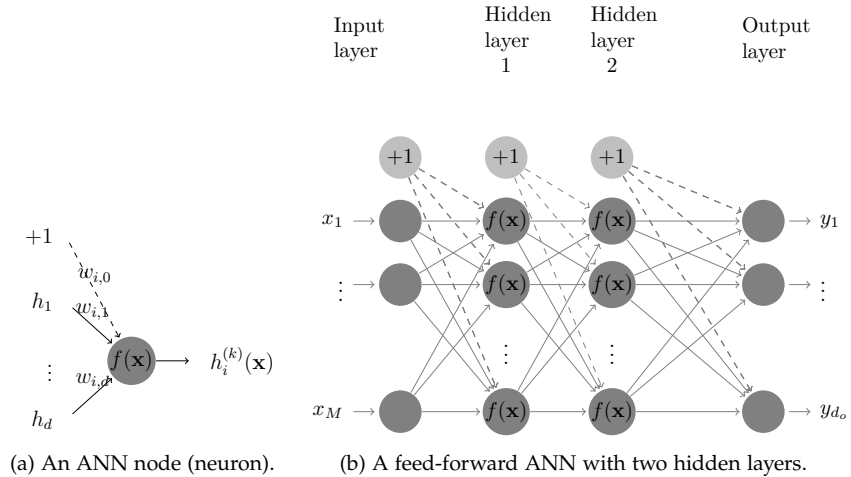 Input layer
Hidden layer 1
Hidden layer 2
Output layer
+1 +1 +1
x_1 f(𝐱) f(𝐱) y_1
⋮ f(𝐱) f(𝐱) ⋮
⋮ ⋮
x_M f(𝐱) f(𝐱) y_{d_o}
+1
w_{i,0}
h_1
w_{i,1}
f(𝐱) h_i^{(k)}(𝐱)
⋮
w_{i,d}
h_d
(a) An ANN node (neuron).
(b) A feed-forward ANN with two hidden layers.